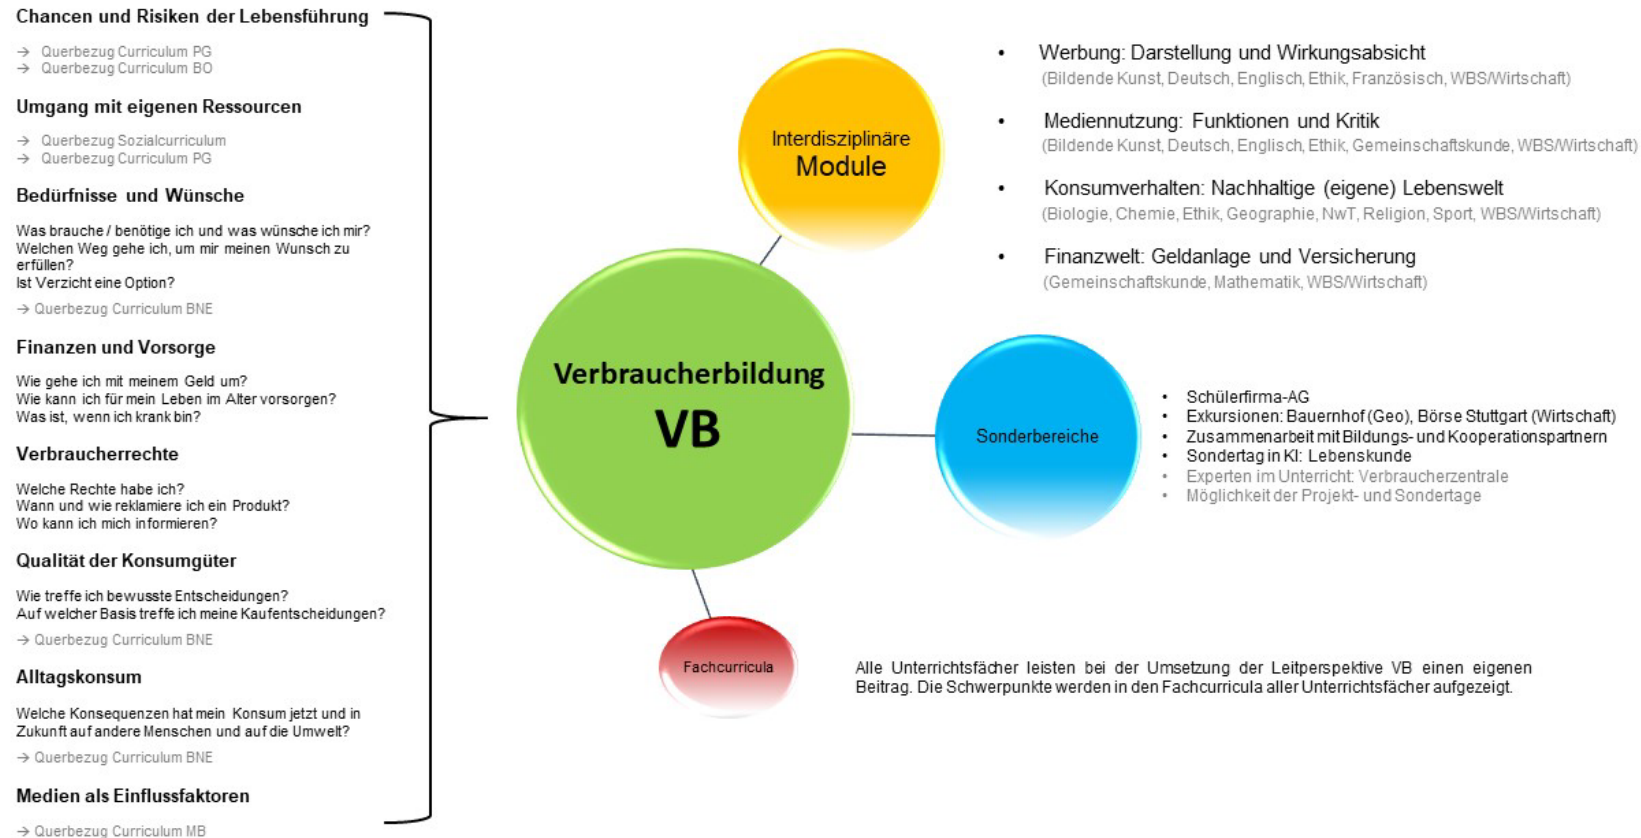 Chancen und Risiken der Lebensführung
→ Querbezug Curriculum PG
→ Querbezug Curriculum BO
Umgang mit eigenen Ressourcen
→ Querbezug Sozialcurriculum
→ Querbezug Curriculum PG
Bedürfnisse und Wünsche
Was brauche / benötige ich und was wünsche ich mir?
Welchen Weg gehe ich, um mir meinen Wunsch zu
erfüllen?
Ist Verzicht eine Option?
→ Querbezug Curriculum BNE
Finanzen und Vorsorge
Wie gehe ich mit meinem Geld um?
Wie kann ich für mein Leben im Alter vorsorgen?
Was ist, wenn ich krank bin?
Verbraucherrechte
Welche Rechte habe ich?
Wann und wie reklamiere ich ein Produkt?
Wo kann ich mich informieren?
Qualität der Konsumgüter
Wie treffe ich bewusste Entscheidungen?
Auf welcher Basis treffe ich meine Kaufentscheidungen?
→ Querbezug Curriculum BNE
Alltagskonsum
Welche Konsequenzen hat mein Konsum jetzt und in
Zukunft auf andere Menschen und auf die Umwelt?
→ Querbezug Curriculum BNE
Medien als Einflussfaktoren
→ Querbezug Curriculum MB
Verbraucherbildung
VB
Interdisziplinäre
Module
• Werbung: Darstellung und Wirkungsabsicht
(Bildende Kunst, Deutsch, Englisch, Ethik, Französisch, WBS/Wirtschaft)
• Mediennutzung: Funktionen und Kritik
(Bildende Kunst, Deutsch, Englisch, Ethik, Gemeinschaftskunde, WBS/Wirtschaft)
• Konsumverhalten: Nachhaltige (eigene) Lebenswelt
(Biologie, Chemie, Ethik, Geographie, NwT, Religion, Sport, WBS/Wirtschaft)
• Finanzwelt: Geldanlage und Versicherung
(Gemeinschaftskunde, Mathematik, WBS/Wirtschaft)
Sonderbereiche
• Schülerfirma-AG
• Exkursionen: Bauernhof (Geo), Börse Stuttgart (Wirtschaft)
• Zusammenarbeit mit Bildungs- und Kooperationspartnern
• Sondertag in Kl: Lebenskunde
• Experten im Unterricht: Verbraucherzentrale
• Möglichkeit der Projekt- und Sondertage
Fachcurricula
Alle Unterrichtsfächer leisten bei der Umsetzung der Leitperspektive VB einen eigenen
Beitrag. Die Schwerpunkte werden in den Fachcurricula aller Unterrichtsfächer aufgezeigt.